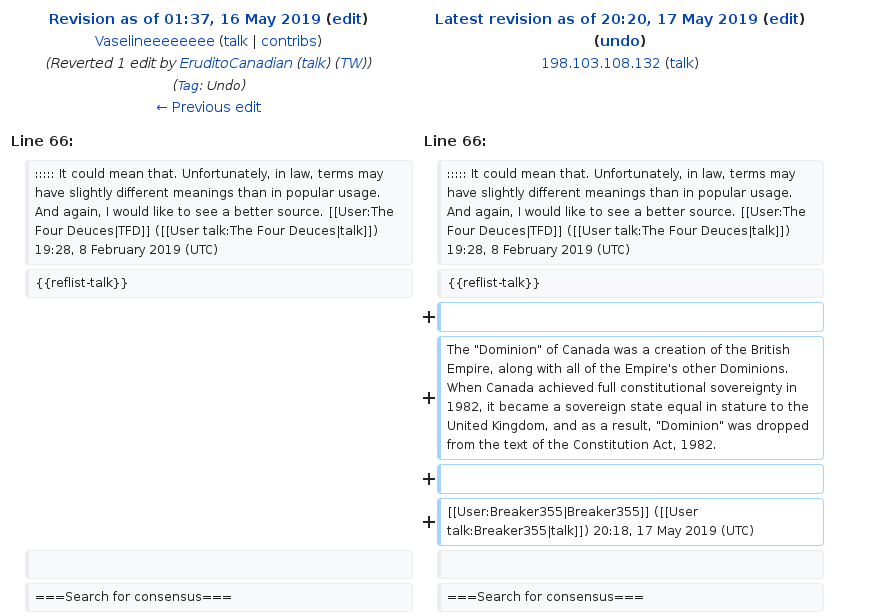 Revision as of 01:37, 16 May 2019 (edit)
Vaselineeeeeeee (talk | contribs)
(Reverted 1 edit by EruditoCanadian (talk) (TW))
(Tag: Undo)
← Previous edit
Latest revision as of 20:20, 17 May 2019 (edit)
(undo)
198.103.108.132 (talk)
Line 66:
Line 66:
::::: It could mean that. Unfortunately, in law, terms may
have slightly different meanings than in popular usage.
And again, I would like to see a better source. [[User:The
Four Deuces|TFD]] ([[User talk:The Four Deuces|talk]])
19:28, 8 February 2019 (UTC)
::::: It could mean that. Unfortunately, in law, terms may
have slightly different meanings than in popular usage.
And again, I would like to see a better source. [[User:The
Four Deuces|TFD]] ([[User talk:The Four Deuces|talk]])
19:28, 8 February 2019 (UTC)
{{reflist-talk}}
{{reflist-talk}}
+
+
The "Dominion" of Canada was a creation of the British
Empire, along with all of the Empire's other Dominions.
When Canada achieved full constitutional sovereignty in
1982, it became a sovereign state equal in stature to the
United Kingdom, and as a result, "Dominion" was dropped
from the text of the Constitution Act, 1982.
+
+
[[User:Breaker355|Breaker355]] ([[User
talk:Breaker355|talk]]) 20:18, 17 May 2019 (UTC)
===Search for consensus===
===Search for consensus===